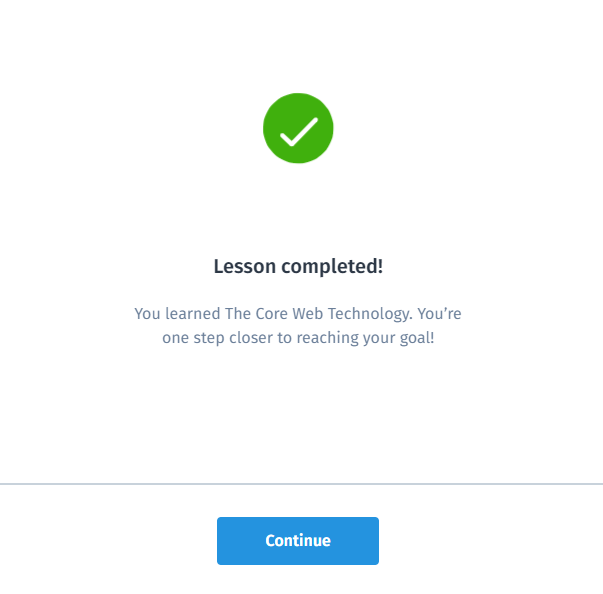 Lesson completed!
You learned The Core Web Technology. You’re
one step closer to reaching your goal!
Continue